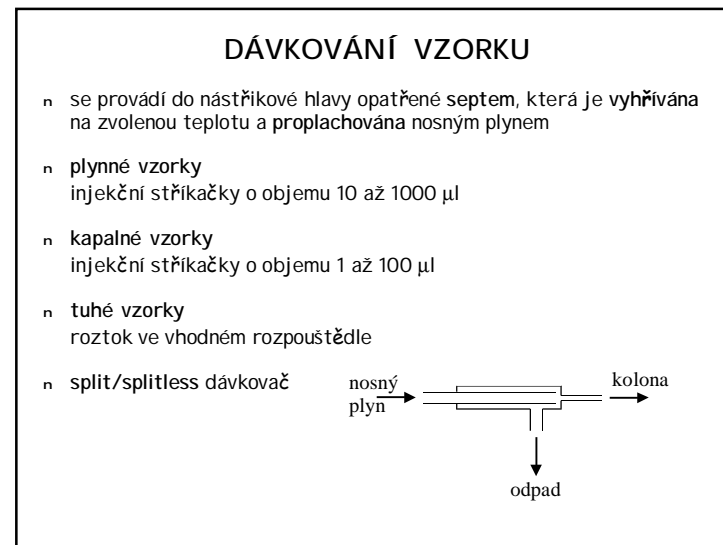 DÁVKOVÁNÍ VZORKU
n se provádí do nástřikové hlavy opatřené septem, která je vyhřívána
na zvolenou teplotu a proplachována nosným plynem
n plynné vzorky
injekční stříkačky o objemu 10 až 1000 µl
n kapalné vzorky
injekční stříkačky o objemu 1 až 100 µl
n tuhé vzorky
roztok ve vhodném rozpouštědle
n split/splitless dávkovač
nosný
plyn
kolona
odpad